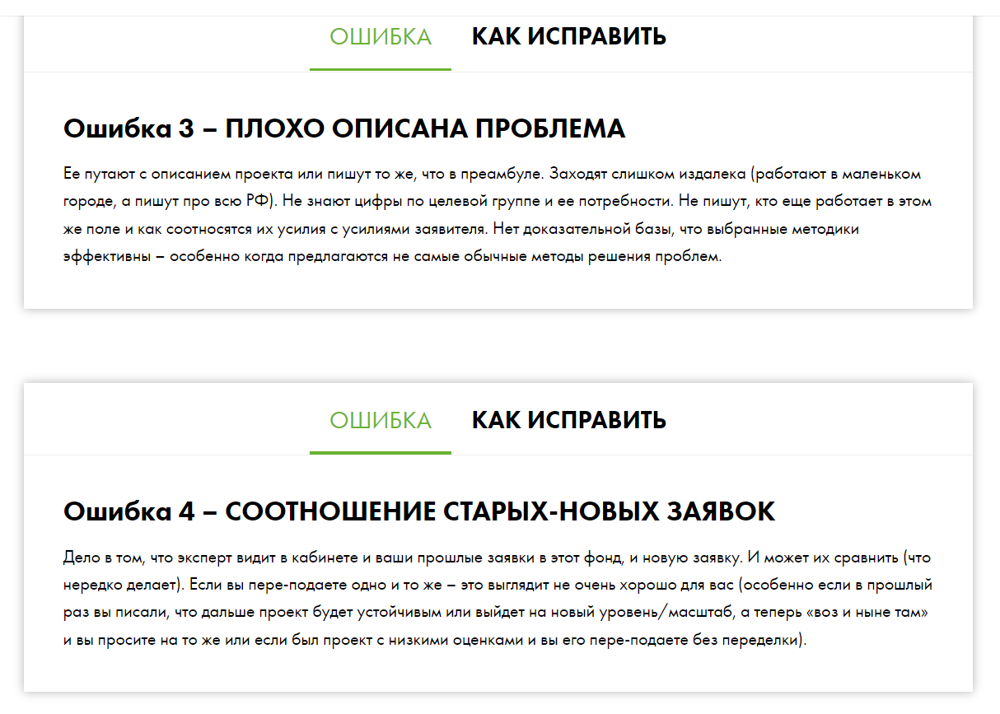 ОШИБКА КАК ИСПРАВИТЬ
Ошибка 3 – ПЛОХО ОПИСАНА ПРОБЛЕМА
Ее путают с описанием проекта или пишут то же, что в преамбуле. Заходят слишком издалека (работают в маленьком
городе, а пишут про всю РФ). Не знают цифры по целевой группе и ее потребности. Не пишут, кто еще работает в этом
же поле и как соотносятся их усилия с усилиями заявителя. Нет доказательной базы, что выбранные методики
эффективны – особенно когда предлагаются не самые обычные методы решения проблем.
ОШИБКА КАК ИСПРАВИТЬ
Ошибка 4 – СООТНОШЕНИЕ СТАРЫХ-НОВЫХ ЗАЯВОК
Дело в том, что эксперт видит в кабинете и ваши прошлые заявки в этот фонд, и новую заявку. И может их сравнить (что
нередко делает). Если вы пере-подаете одно и то же – это выглядит не очень хорошо для вас (особенно если в прошлый
раз вы писали, что дальше проект будет устойчивым или выйдет на новый уровень/масштаб, а теперь «воз и ныне там»
и вы просите на то же или если был проект с низкими оценками и вы его пере-подаете без переделки).